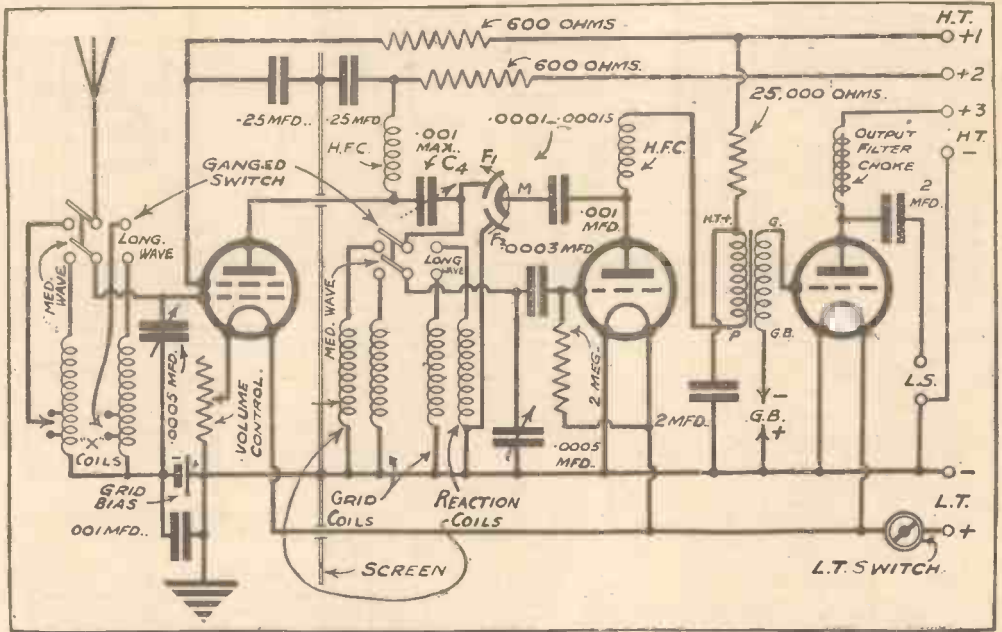 600 OHMS
H.T.
+1
600 OHMS.
+2
25,000 OHMS.
+3
H.T.
-
·25 MFD..
·25 MFD
H.F.C.
.001
MAX..
C4
F1
M
F2
.0001-.00015
H.F.C.
OUTPUT
FILTER
CHOKE
2
MFD.
GANGED
SWITCH
.001
MFD.
.0003 MFD
LONG.
WAVE
MED.
WAVE
LONG
WAVE
MED. WAVE
H.T.+.
G.
P
G.B.
.0005 MFD.
VOLUME
CONTROL.
2 MEG.
"X"
COILS
2 MFD..
-
G.B.
+
L.S.
.0005
MFD.
GRID
BIAS
-
+
001 MFD..
GRID
COILS
REACTION
COILS
-
L.T.
+
SCREEN
L.T. SWITCH